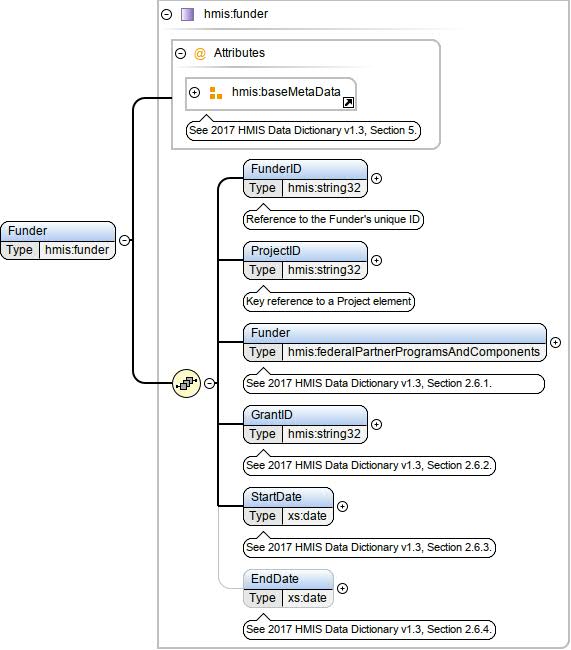 hmis:funder
@ Attributes
hmis:baseMetaData
See 2017 HMIS Data Dictionary v1.3, Section 5.
Funder
Type hmis:funder
FunderID
Type hmis:string32
Reference to the Funder's unique ID
ProjectID
Type hmis:string32
Key reference to a Project element
Funder
Type hmis:federalPartnerProgramsAndComponents
See 2017 HMIS Data Dictionary v1.3, Section 2.6.1.
GrantID
Type hmis:string32
See 2017 HMIS Data Dictionary v1.3, Section 2.6.2.
StartDate
Type xs:date
See 2017 HMIS Data Dictionary v1.3, Section 2.6.3.
EndDate
Type xs:date
See 2017 HMIS Data Dictionary v1.3, Section 2.6.4.